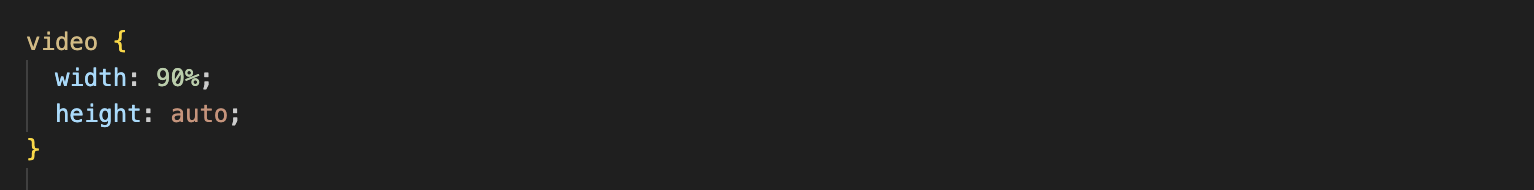 video {
  width: 90%;
  height: auto;
}